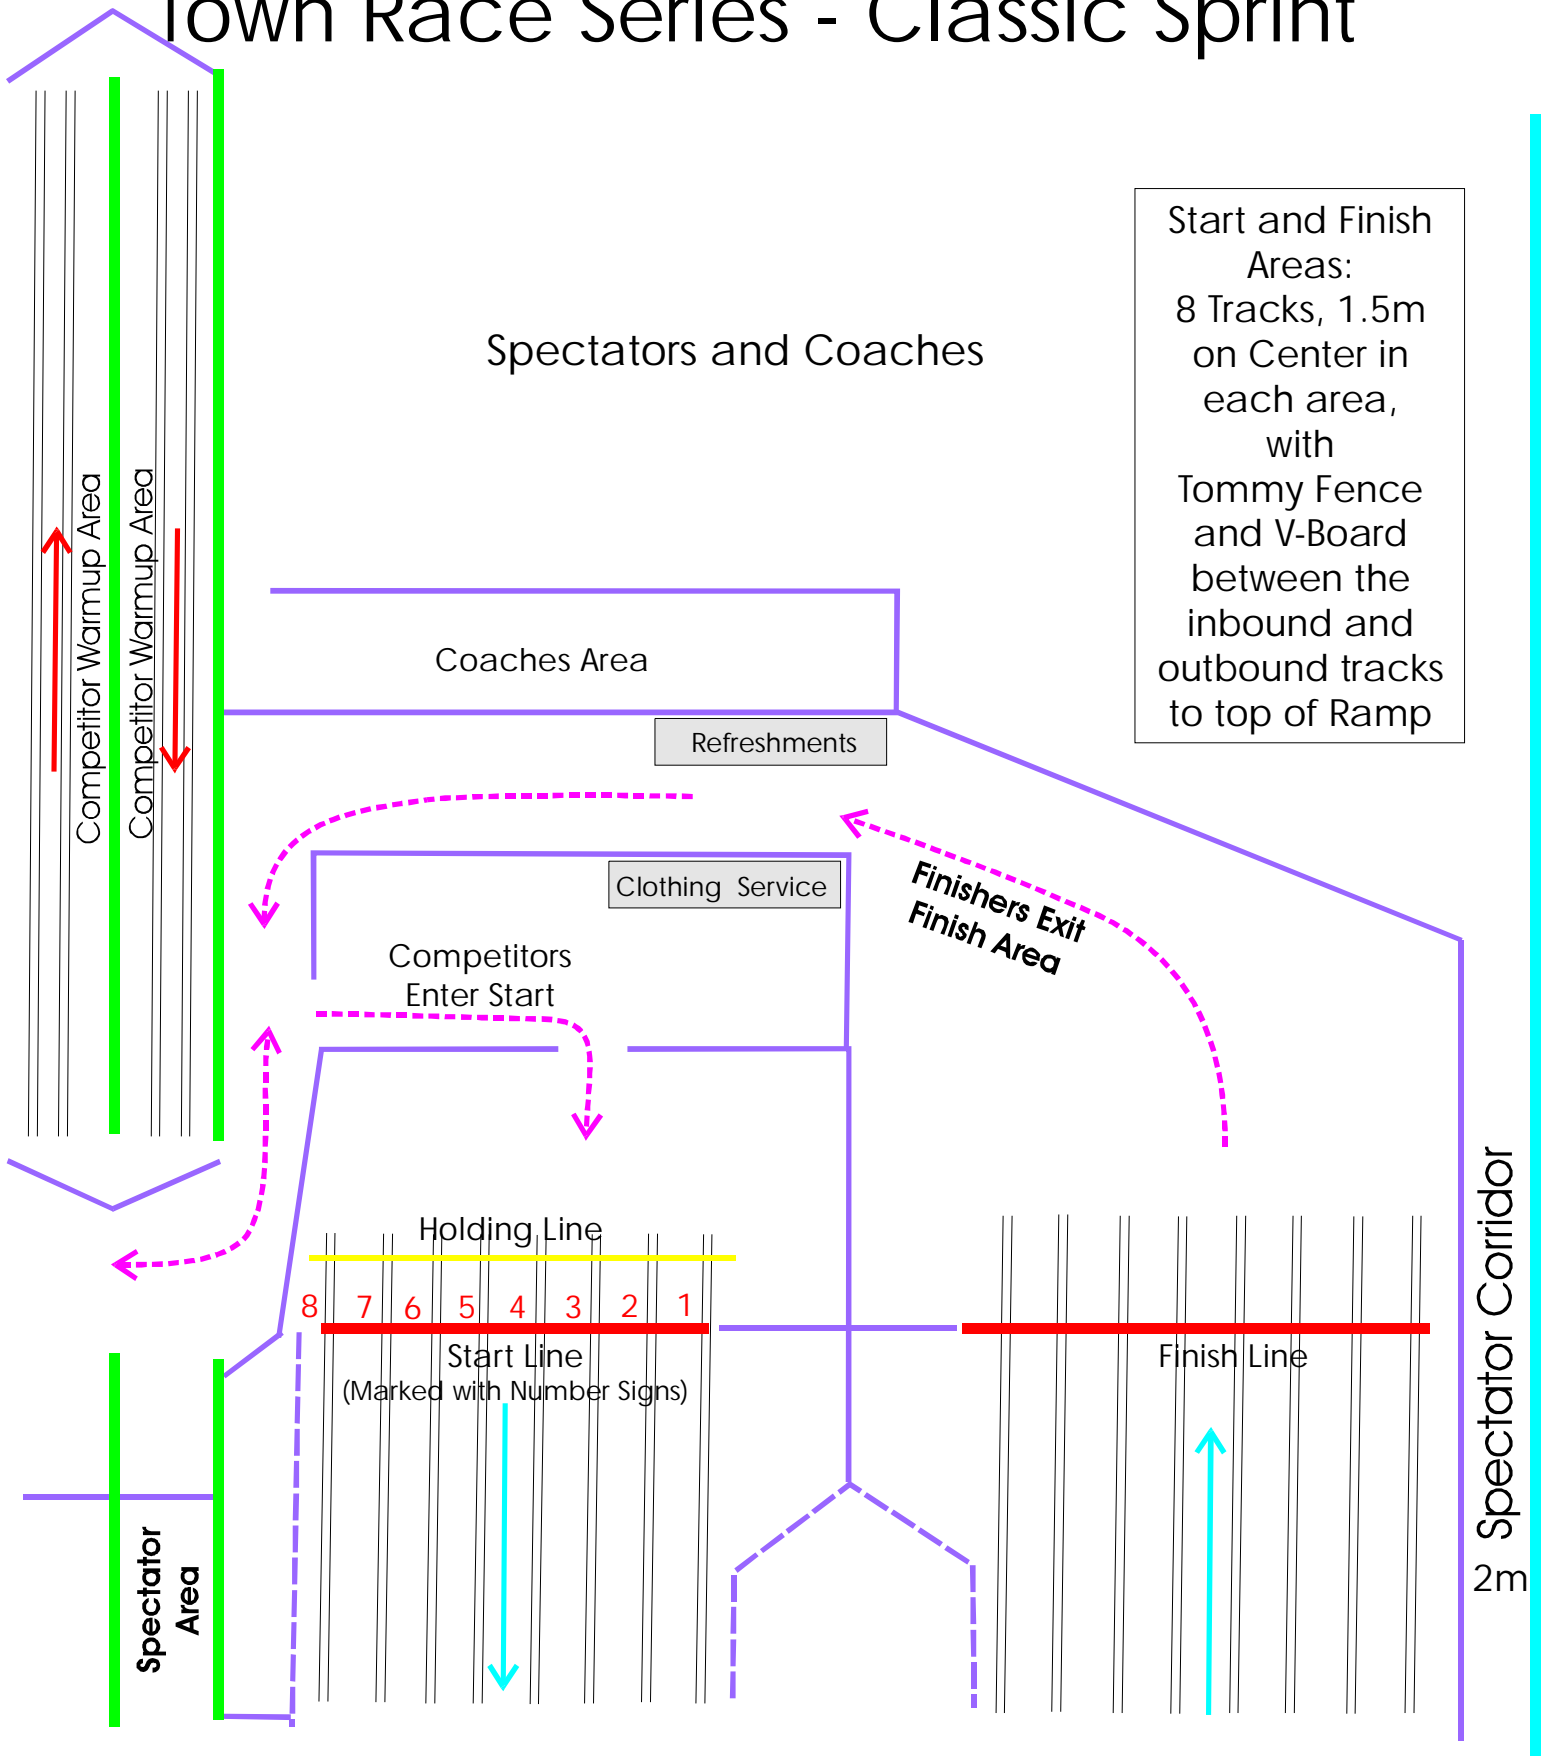 Town Race Series - Classic Sprint
Start and Finish
Areas:
8 Tracks, 1.5m
on Center in
each area,
with
Tommy Fence
and V-Board
between the
inbound and
outbound tracks
to top of Ramp
Spectators and Coaches
Competitor Warmup Area
Competitor Warmup Area
Coaches Area
Refreshments
Clothing Service
Finishers Exit
Finish Area
Competitors
Enter Start
Holding Line
8 7 6 5 4 3 2 1
Start Line
(Marked with Number Signs)
Finish Line
Spectator Corridor
2m
Spectator
Area